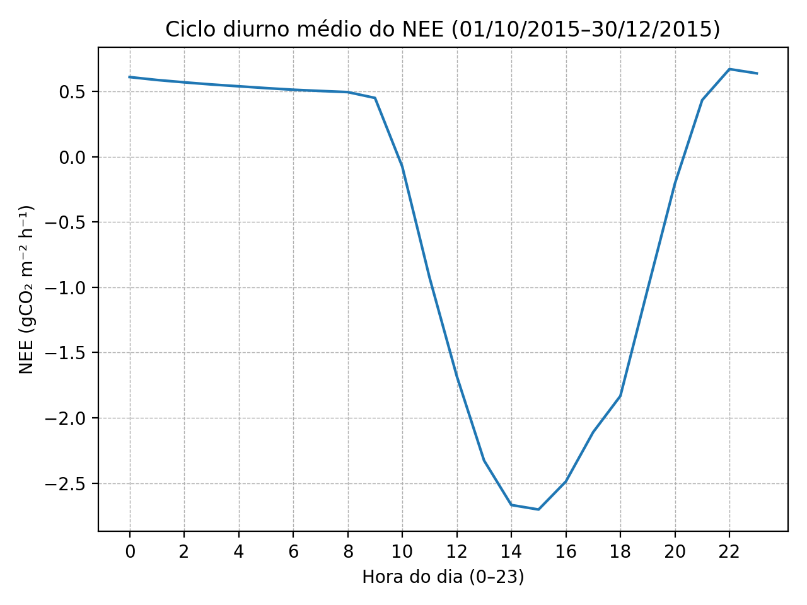 Ciclo diurno médio do NEE (01/10/2015–30/12/2015)
NEE (gCO₂ m⁻² h⁻¹)
0.5
0.0
−0.5
−1.0
−1.5
−2.0
−2.5
0 2 4 6 8 10 12 14 16 18 20 22
Hora do dia (0–23)